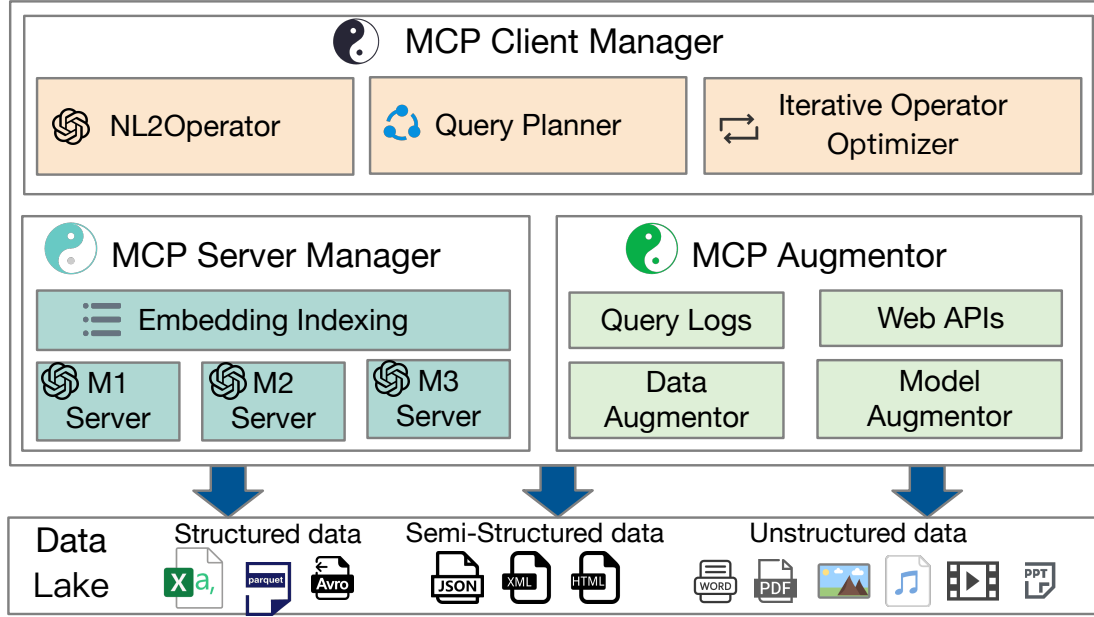 MCP Client Manager
NL2Operator
Query Planner
Iterative Operator
Optimizer
MCP Server Manager
Embedding Indexing
M1
Server
M2
Server
M3
Server
MCP Augmentor
Query Logs
Web APIs
Data
Augmentor
Model
Augmentor
Data
Lake
Structured data
Xa,
parquet
Avro
Semi-Structured data
JSON
XML
HTML
Unstructured data
WORD
PDF
PPT